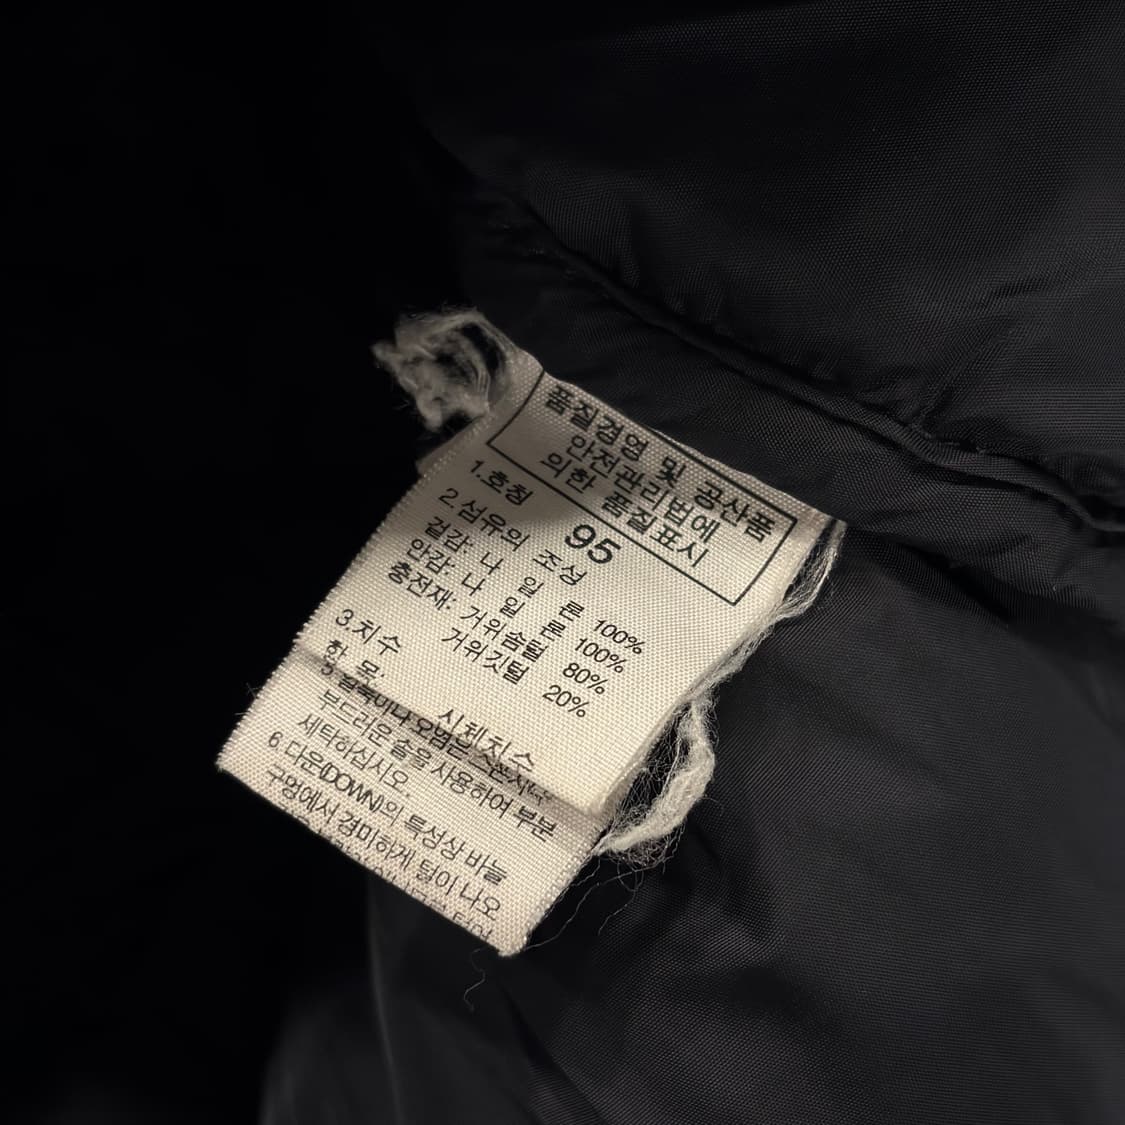 품질경영 및 공산품
안전관리법에
의한 품질표시
1.호칭 95
2.섬유의 조성
겉감: 나 일 론 100%
안감: 나 일 론 100%
충전재: 거위솜털 80%
거위깃털 20%
3.치수
항 목. 신체치수
부드러운 솔을 사용하여 부분
세탁하십시오.
6.다운(DOWN)의 특성상 바늘
구멍에서 경미하게 털이 나오